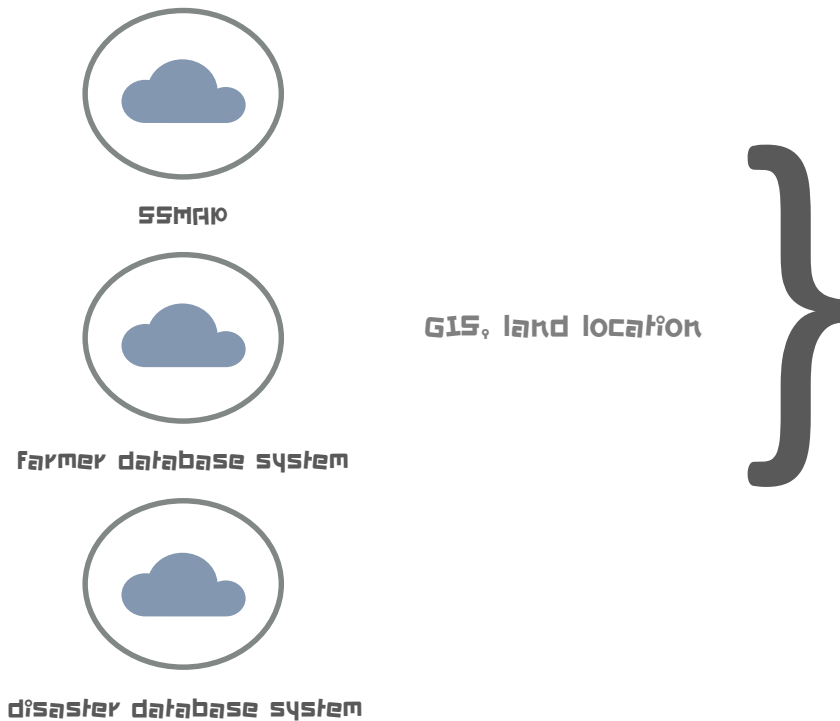 SSMAP
GIS, land location
farmer database system
disaster database system